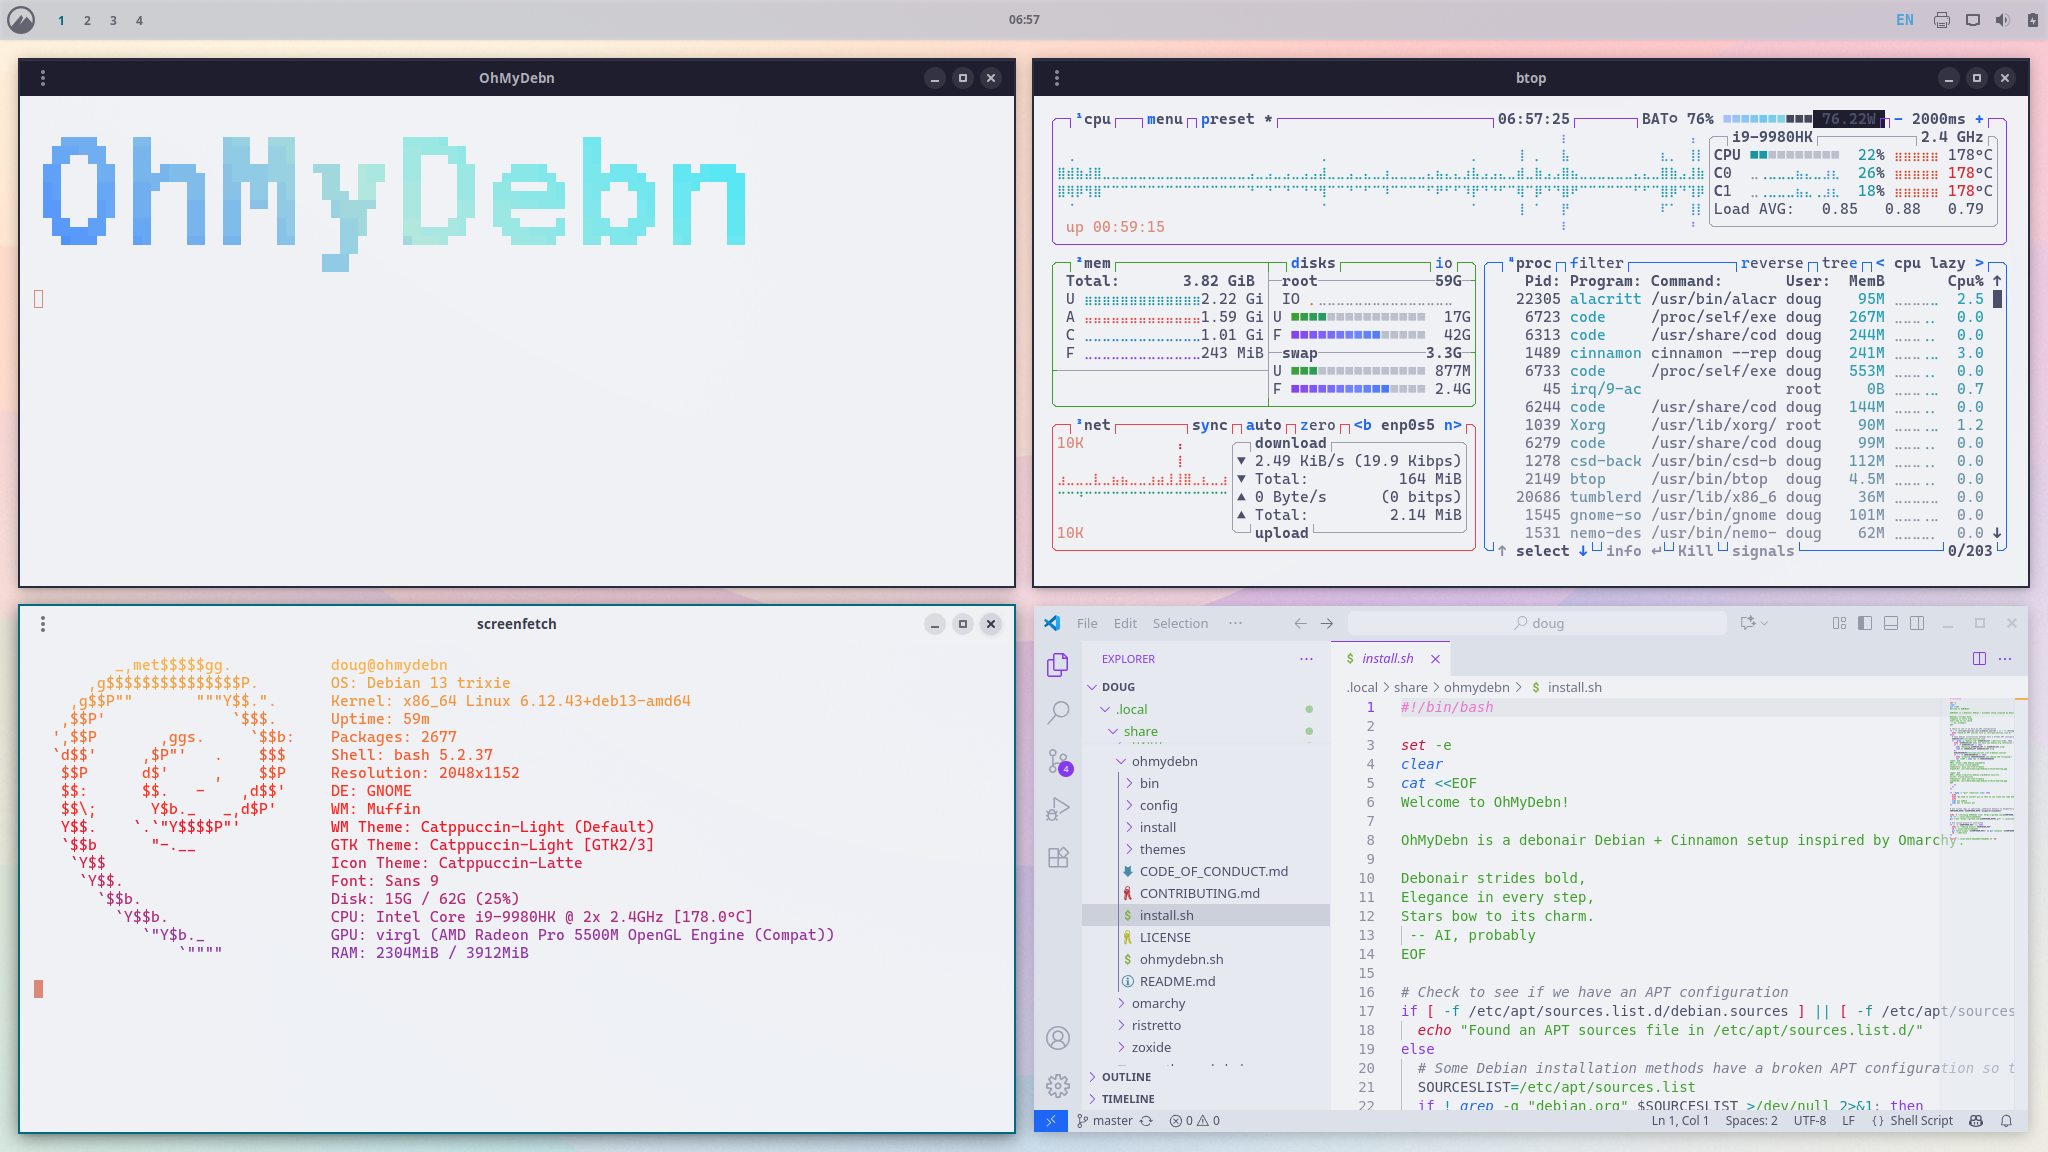 1 2 3 4
06:57
EN
OhMyDebn
OhMyDebn
btop
¹cpu menu preset * 06:57:25 BAT 76% 76.22W - 2000ms +
i9-9980HK 2.4 GHz
CPU 22% 178°C
C0 26% 178°C
C1 18% 178°C
Load AVG: 0.85 0.88 0.79
up 00:59:15
²mem
Total: 3.82 GiB
U 2.22 Gi
A 1.59 Gi
C 1.01 Gi
F 243 MiB
disks io
root 59G
IO
U 17G
F 42G
swap 3.3G
U 877M
F 2.4G
³net sync auto zero <b enp0s5 n>
10K
download
▼ 2.49 KiB/s (19.9 Kibps)
▼ Total: 164 MiB
▲ 0 Byte/s (0 bitps)
▲ Total: 2.14 MiB
upload
10K
⁴proc filter reverse tree < cpu lazy >
Pid: Program: Command: User: MemB Cpu% ↑
22305 alacritt /usr/bin/alacr doug 95M 2.5
6723 code /proc/self/exe doug 267M 0.0
6313 code /usr/share/cod doug 244M 0.0
1489 cinnamon cinnamon --rep doug 241M 3.0
6733 code /proc/self/exe doug 553M 0.0
45 irq/9-ac root 0B 0.7
6244 code /usr/share/cod doug 144M 0.0
1039 Xorg /usr/lib/xorg/ root 90M 1.2
6279 code /usr/share/cod doug 99M 0.0
1278 csd-back /usr/bin/csd-b doug 112M 0.0
2149 btop /usr/bin/btop doug 4.5M 0.0
20686 tumblerd /usr/lib/x86_6 doug 36M 0.0
1545 gnome-so /usr/bin/gnome doug 101M 0.0
1531 nemo-des /usr/bin/nemo- doug 62M 0.0 ↓
↑ select ↓ info ↵ Kill signals 0/203
screenfetch
_,met$$$$$gg.
,g$$$$$$$$$$$$$$$P.
,g$$P"" """Y$$.".
,$$P' `$$$.
',$$P ,ggs. `$$b:
`d$$' ,$P"' . $$$
$$P d$' , $$P
$$: $$. - ,d$$'
$$\; Y$b._ _,d$P'
Y$$. `.`"Y$$$$P"'
`$$b "-.__
`Y$$
`Y$$.
`$$b.
`Y$$b.
`"Y$b._
`""""
doug@ohmydebn
OS: Debian 13 trixie
Kernel: x86_64 Linux 6.12.43+deb13-amd64
Uptime: 59m
Packages: 2677
Shell: bash 5.2.37
Resolution: 2048x1152
DE: GNOME
WM: Muffin
WM Theme: Catppuccin-Light (Default)
GTK Theme: Catppuccin-Light [GTK2/3]
Icon Theme: Catppuccin-Latte
Font: Sans 9
Disk: 15G / 62G (25%)
CPU: Intel Core i9-9980HK @ 2x 2.4GHz [178.0°C]
GPU: virgl (AMD Radeon Pro 5500M OpenGL Engine (Compat))
RAM: 2304MiB / 3912MiB
File Edit Selection ··· ← → doug
EXPLORER ···
DOUG
.local
share
ohmydebn
bin
config
install
themes
CODE_OF_CONDUCT.md
CONTRIBUTING.md
$ install.sh
LICENSE
$ ohmydebn.sh
README.md
omarchy
ristretto
zoxide
OUTLINE
TIMELINE
4
$ install.sh
.local > share > ohmydebn > $ install.sh
1 #!/bin/bash
2
3 set -e
4 clear
5 cat <<EOF
6 Welcome to OhMyDebn!
7
8 OhMyDebn is a debonair Debian + Cinnamon setup inspired by Omarchy.
9
10 Debonair strides bold,
11 Elegance in every step,
12 Stars bow to its charm.
13 -- AI, probably
14 EOF
15
16 # Check to see if we have an APT configuration
17 if [ -f /etc/apt/sources.list.d/debian.sources ] || [ -f /etc/apt/sources
18 echo "Found an APT sources file in /etc/apt/sources.list.d/"
19 else
20 # Some Debian installation methods have a broken APT configuration so t
21 SOURCESLIST=/etc/apt/sources.list
22 if ! grep -q "debian.org" $SOURCESLIST >/dev/null 2>&1; then
master 0 0 Ln 1, Col 1 Spaces: 2 UTF-8 LF {} Shell Script